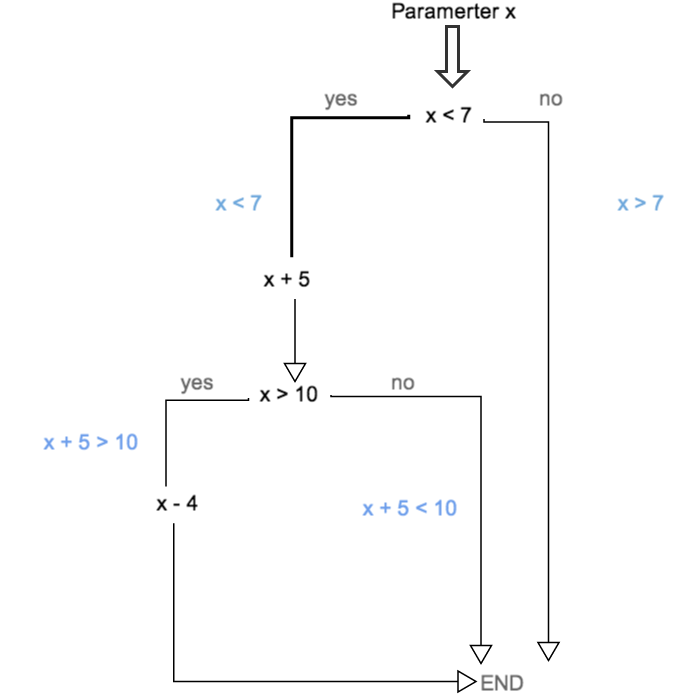 Paramerter x
yes
no
x < 7
x < 7
x > 7
x + 5
yes
no
x > 10
x + 5 > 10
x - 4
x + 5 < 10
END